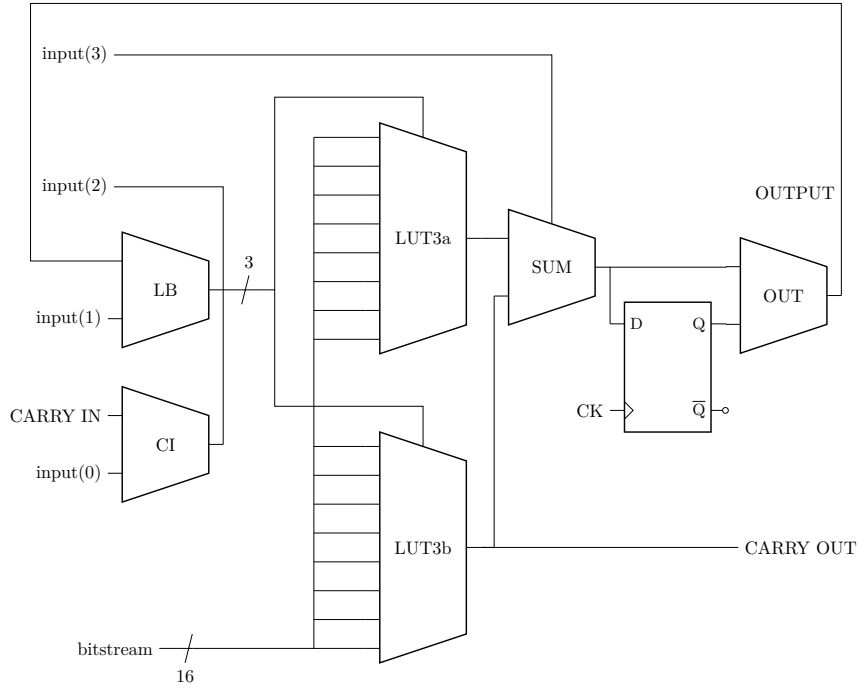 input(3)
OUTPUT
input(2)
LUT3a
3
SUM
LB
OUT
input(1)
D
Q
CK
Q̅
CARRY IN
CI
input(0)
LUT3b
CARRY OUT
bitstream
16